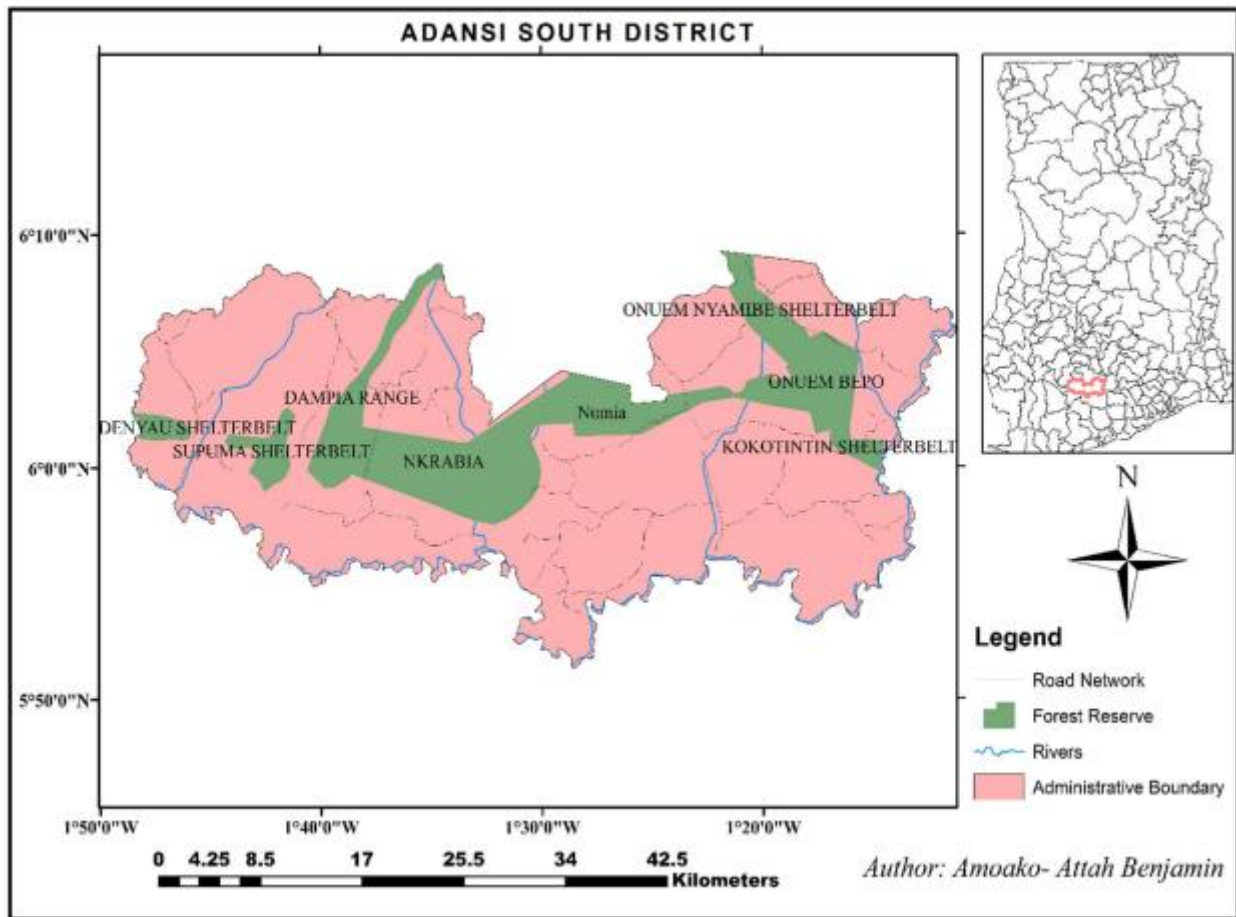 ADANSI SOUTH DISTRICT
6°10'0"N
ONUEM NYAMIBE SHELTERBELT
DAMPIA RANGE
ONUEM BEPO
Numia
DENYAU SHELTERBELT
SUPUMA SHELTERBELT
KOKOTINTIN SHELTERBELT
NKRABIA
6°0'0"N
5°50'0"N
1°50'0"W
1°40'0"W
1°30'0"W
1°20'0"W
N
Legend
Road Network
Forest Reserve
Rivers
Administrative Boundary
0 4.25 8.5 17 25.5 34 42.5
Kilometers
Author: Amoako- Attah Benjamin